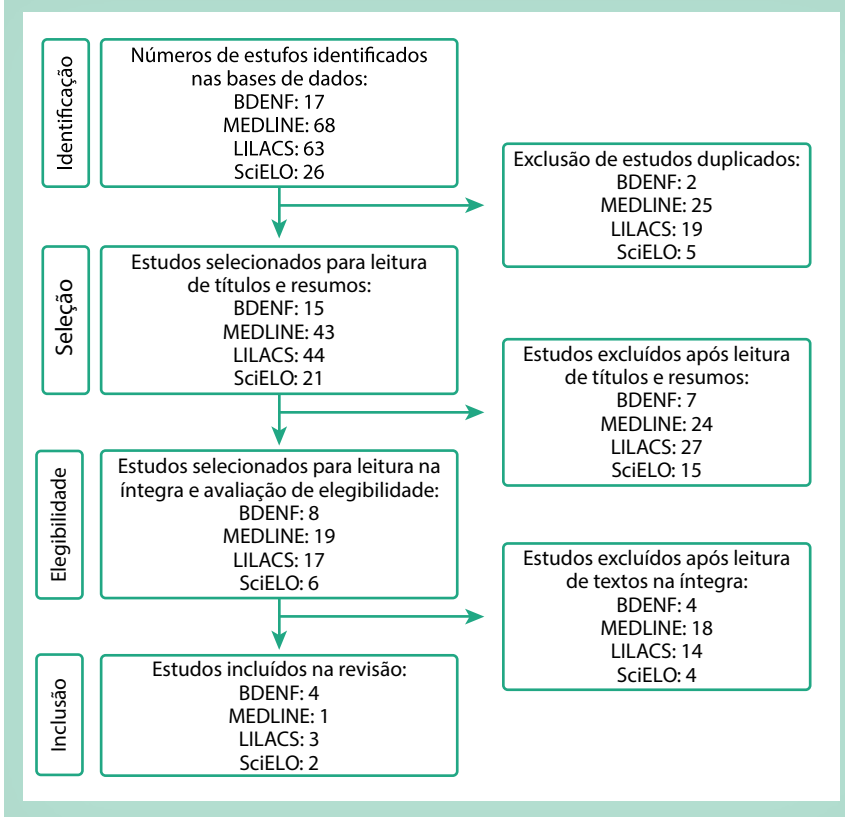 Identificação
Números de estufos identificados
nas bases de dados:
BDENF: 17
MEDLINE: 68
LILACS: 63
SciELO: 26
Exclusão de estudos duplicados:
BDENF: 2
MEDLINE: 25
LILACS: 19
SciELO: 5
Seleção
Estudos selecionados para leitura
de títulos e resumos:
BDENF: 15
MEDLINE: 43
LILACS: 44
SciELO: 21
Estudos excluídos após leitura
de títulos e resumos:
BDENF: 7
MEDLINE: 24
LILACS: 27
SciELO: 15
Elegibilidade
Estudos selecionados para leitura na
íntegra e avaliação de elegibilidade:
BDENF: 8
MEDLINE: 19
LILACS: 17
SciELO: 6
Estudos excluídos após leitura
de textos na íntegra:
BDENF: 4
MEDLINE: 18
LILACS: 14
SciELO: 4
Inclusão
Estudos incluídos na revisão:
BDENF: 4
MEDLINE: 1
LILACS: 3
SciELO: 2